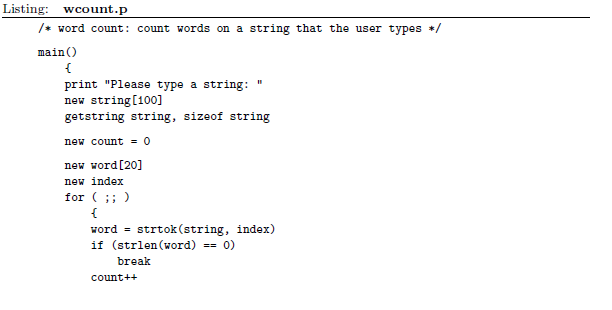 Listing: wcount.p
/* word count: count words on a string that the user types */
main()
{
print "Please type a string: "
new string[100]
getstring string, sizeof string
new count = 0
new word[20]
new index
for ( ;; )
{
word = strtok(string, index)
if (strlen(word) == 0)
break
count++